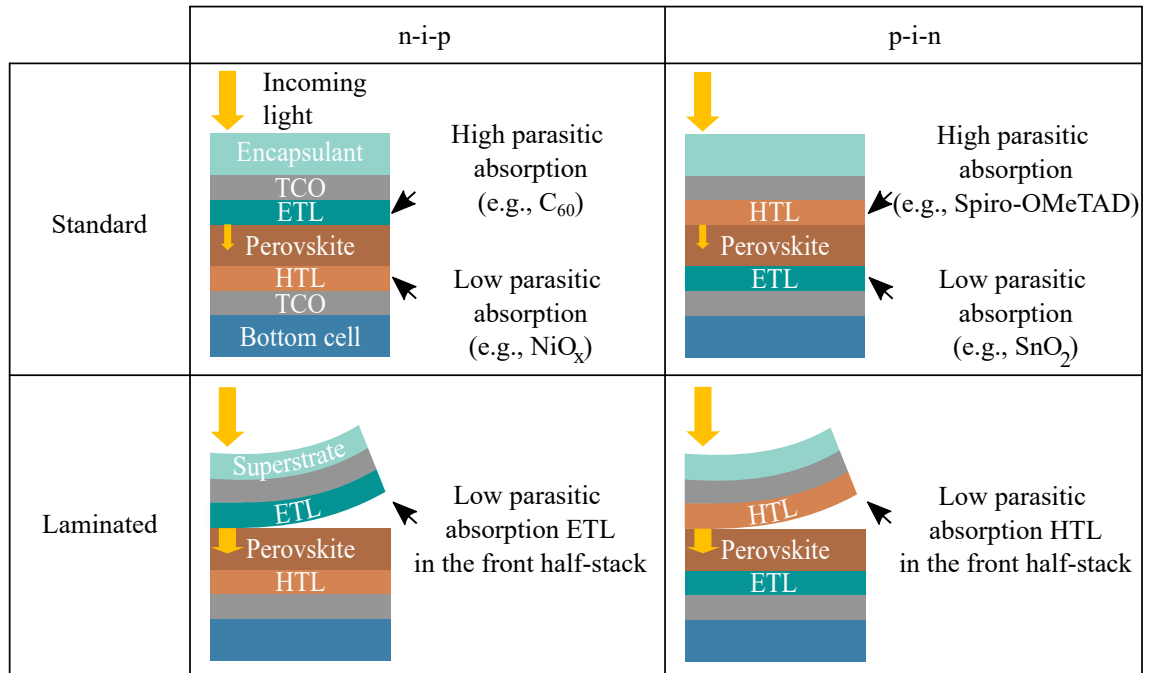 n-i-p
p-i-n
Standard
Incoming
light
Encapsulant
TCO
ETL
Perovskite
HTL
TCO
Bottom cell
High parasitic
absorption
(e.g., C₆₀)
Low parasitic
absorption
(e.g., NiOₓ)
HTL
Perovskite
ETL
High parasitic
absorption
(e.g., Spiro-OMeTAD)
Low parasitic
absorption
(e.g., SnO₂)
Laminated
Superstrate
ETL
Perovskite
HTL
Low parasitic
absorption ETL
in the front half-stack
HTL
Perovskite
ETL
Low parasitic
absorption HTL
in the front half-stack